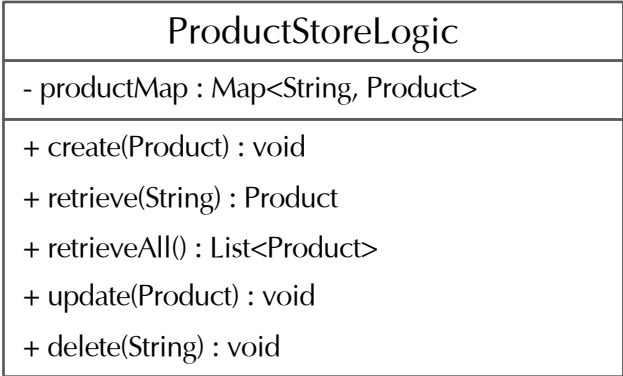 ProductStoreLogic
- productMap : Map<String, Product>
+ create(Product) : void
+ retrieve(String) : Product
+ retrieveAll() : List<Product>
+ update(Product) : void
+ delete(String) : void